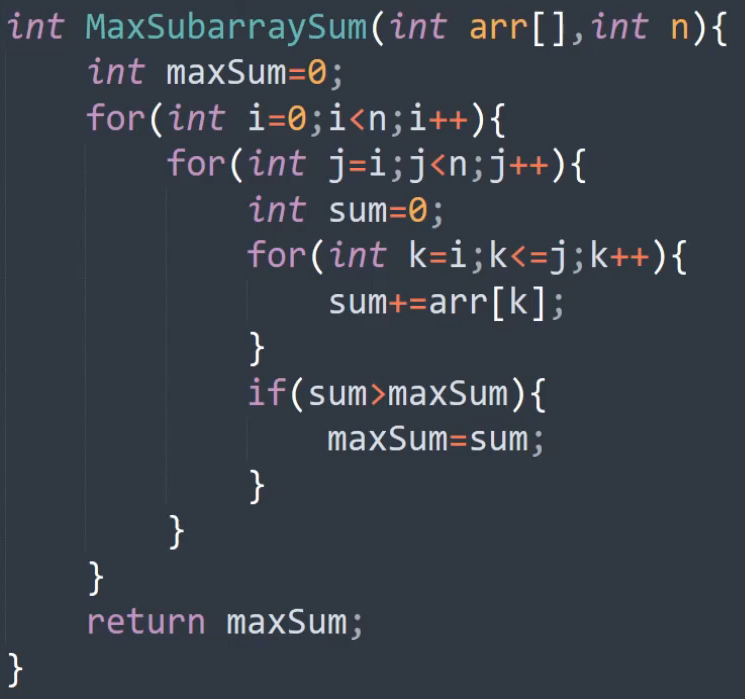 int MaxSubarraySum(int arr[],int n){
    int maxSum=0;
    for(int i=0;i<n;i++){
        for(int j=i;j<n;j++){
            int sum=0;
            for(int k=i;k<=j;k++){
                sum+=arr[k];
            }
            if(sum>maxSum){
                maxSum=sum;
            }
        }
    }
    return maxSum;
}